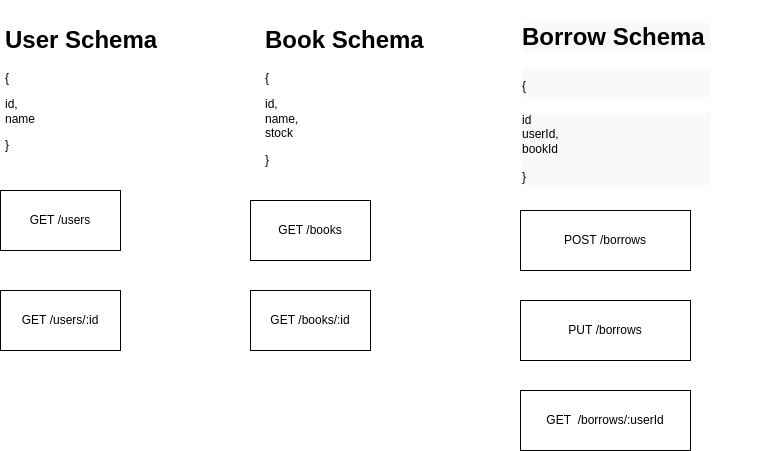 User Schema
{
id,
name
}
GET /users
GET /users/:id
Book Schema
{
id,
name,
stock
}
GET /books
GET /books/:id
Borrow Schema
{
id
userId,
bookId
}
POST /borrows
PUT /borrows
GET  /borrows/:userId